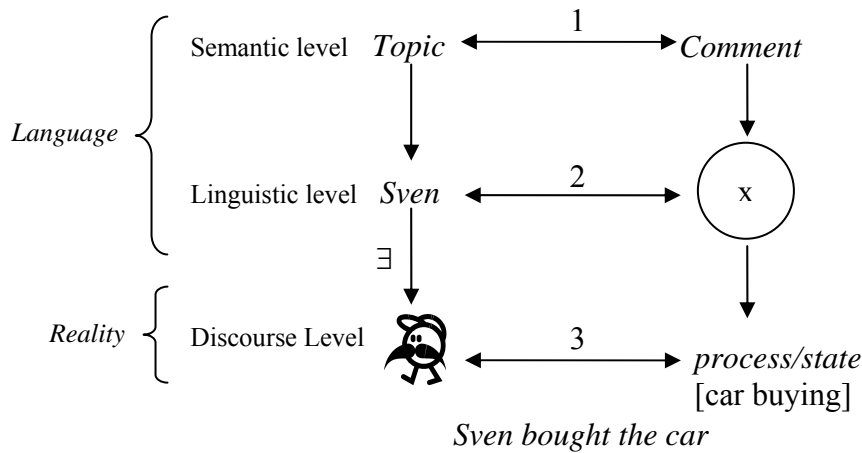 1
Semantic level Topic Comment
Language
Linguistic level Sven 2 x
∃
Reality Discourse Level 3 process/state
[car buying]
Sven bought the car